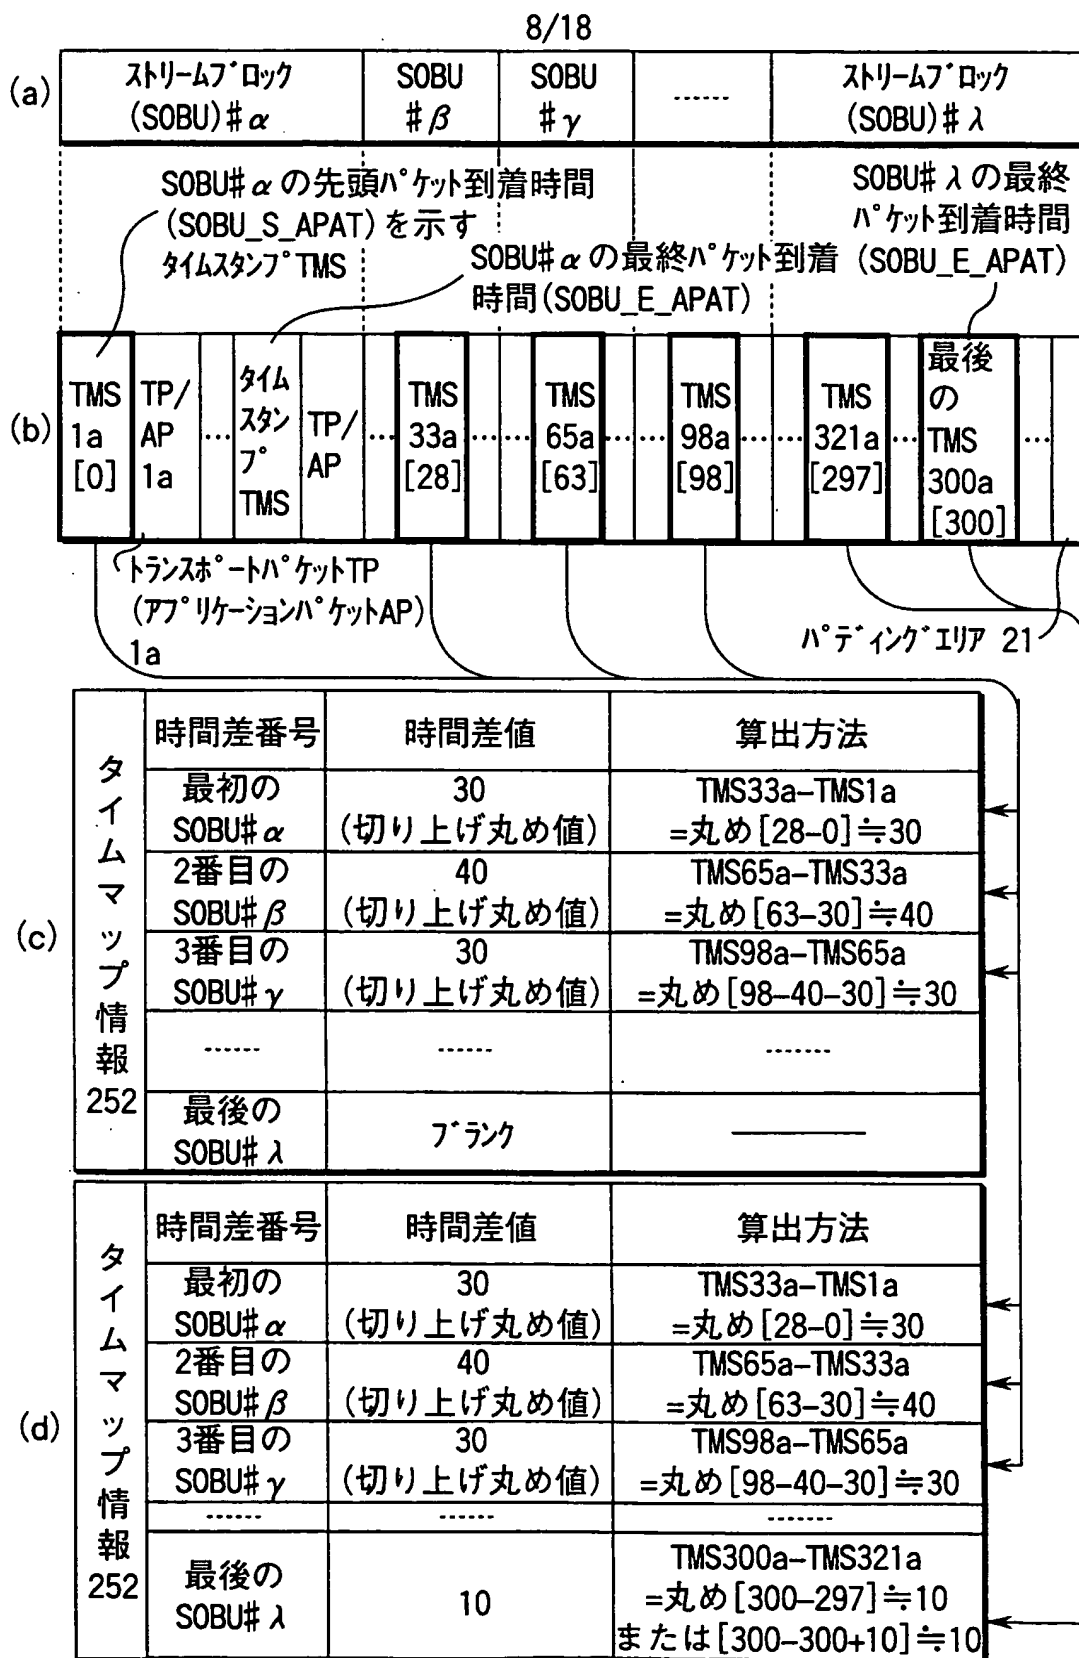 8/18
(a)
ストリームブロック
(SOBU)#α
SOBU
#β
SOBU
#γ
------
ストリームブロック
(SOBU)#λ
SOBU#αの先頭パケット到着時間
(SOBU_S_APAT)を示す
タイムスタンプTMS
SOBU#αの最終パケット到着
時間(SOBU_E_APAT)
SOBU#λの最終
パケット到着時間
(SOBU_E_APAT)
(b)
TMS
1a
[0]
TP/
AP
1a
...
タイム
スタン
プ
TMS
TP/
AP
...
TMS
33a
[28]
...
...
TMS
65a
[63]
...
...
TMS
98a
[98]
...
...
TMS
321a
[297]
...
最後
の
TMS
300a
[300]
...
トランスポートパケットTP
(アプリケーションパケットAP)
1a
パディングエリア 21
(c)
タイムマップ情報
252
時間差番号 時間差値 算出方法
最初の
SOBU#α
30
(切り上げ丸め値)
TMS33a–TMS1a
=丸め[28–0]≒30
2番目の
SOBU#β
40
(切り上げ丸め値)
TMS65a–TMS33a
=丸め[63–30]≒40
3番目の
SOBU#γ
30
(切り上げ丸め値)
TMS98a–TMS65a
=丸め[98–40–30]≒30
------ ------ -------
最後の
SOBU#λ
ブランク
————
(d)
タイムマップ情報
252
時間差番号 時間差値 算出方法
最初の
SOBU#α
30
(切り上げ丸め値)
TMS33a–TMS1a
=丸め[28–0]≒30
2番目の
SOBU#β
40
(切り上げ丸め値)
TMS65a–TMS33a
=丸め[63–30]≒40
3番目の
SOBU#γ
30
(切り上げ丸め値)
TMS98a–TMS65a
=丸め[98–40–30]≒30
------ ------ -------
最後の
SOBU#λ
10
TMS300a–TMS321a
=丸め[300–297]≒10
または[300–300+10]≒10